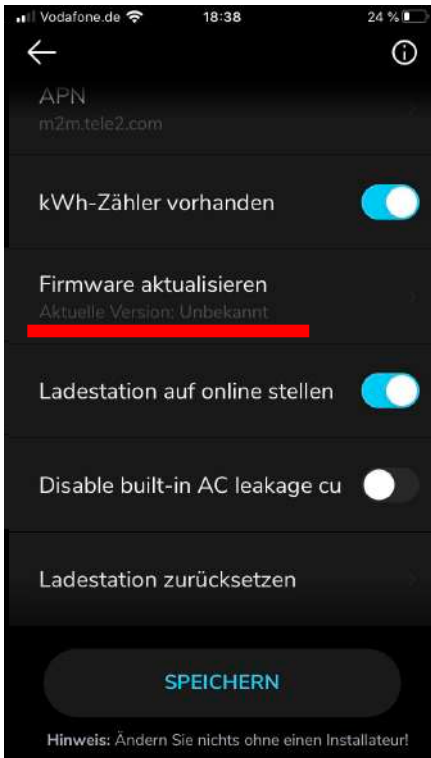 Vodafone.de 18:38 24 %
APN
m2m.tele2.com
kWh-Zähler vorhanden
Firmware aktualisieren
Aktuelle Version: Unbekannt
Ladestation auf online stellen
Disable built-in AC leakage cu
Ladestation zurücksetzen
SPEICHERN
Hinweis: Ändern Sie nichts ohne einen Installateur!